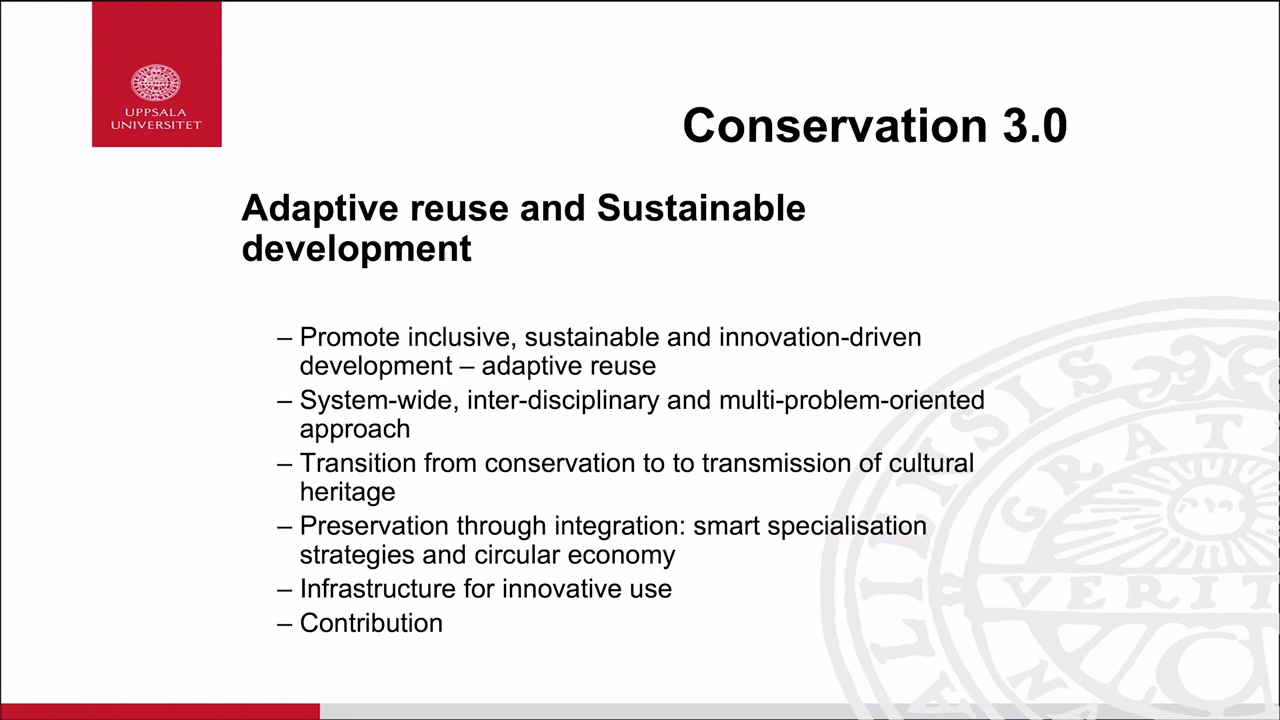 UPPSALA
UNIVERSITET
Conservation 3.0
Adaptive reuse and Sustainable
development
– Promote inclusive, sustainable and innovation-driven
development – adaptive reuse
– System-wide, inter-disciplinary and multi-problem-oriented
approach
– Transition from conservation to to transmission of cultural
heritage
– Preservation through integration: smart specialisation
strategies and circular economy
– Infrastructure for innovative use
– Contribution
GRATI
VERIT